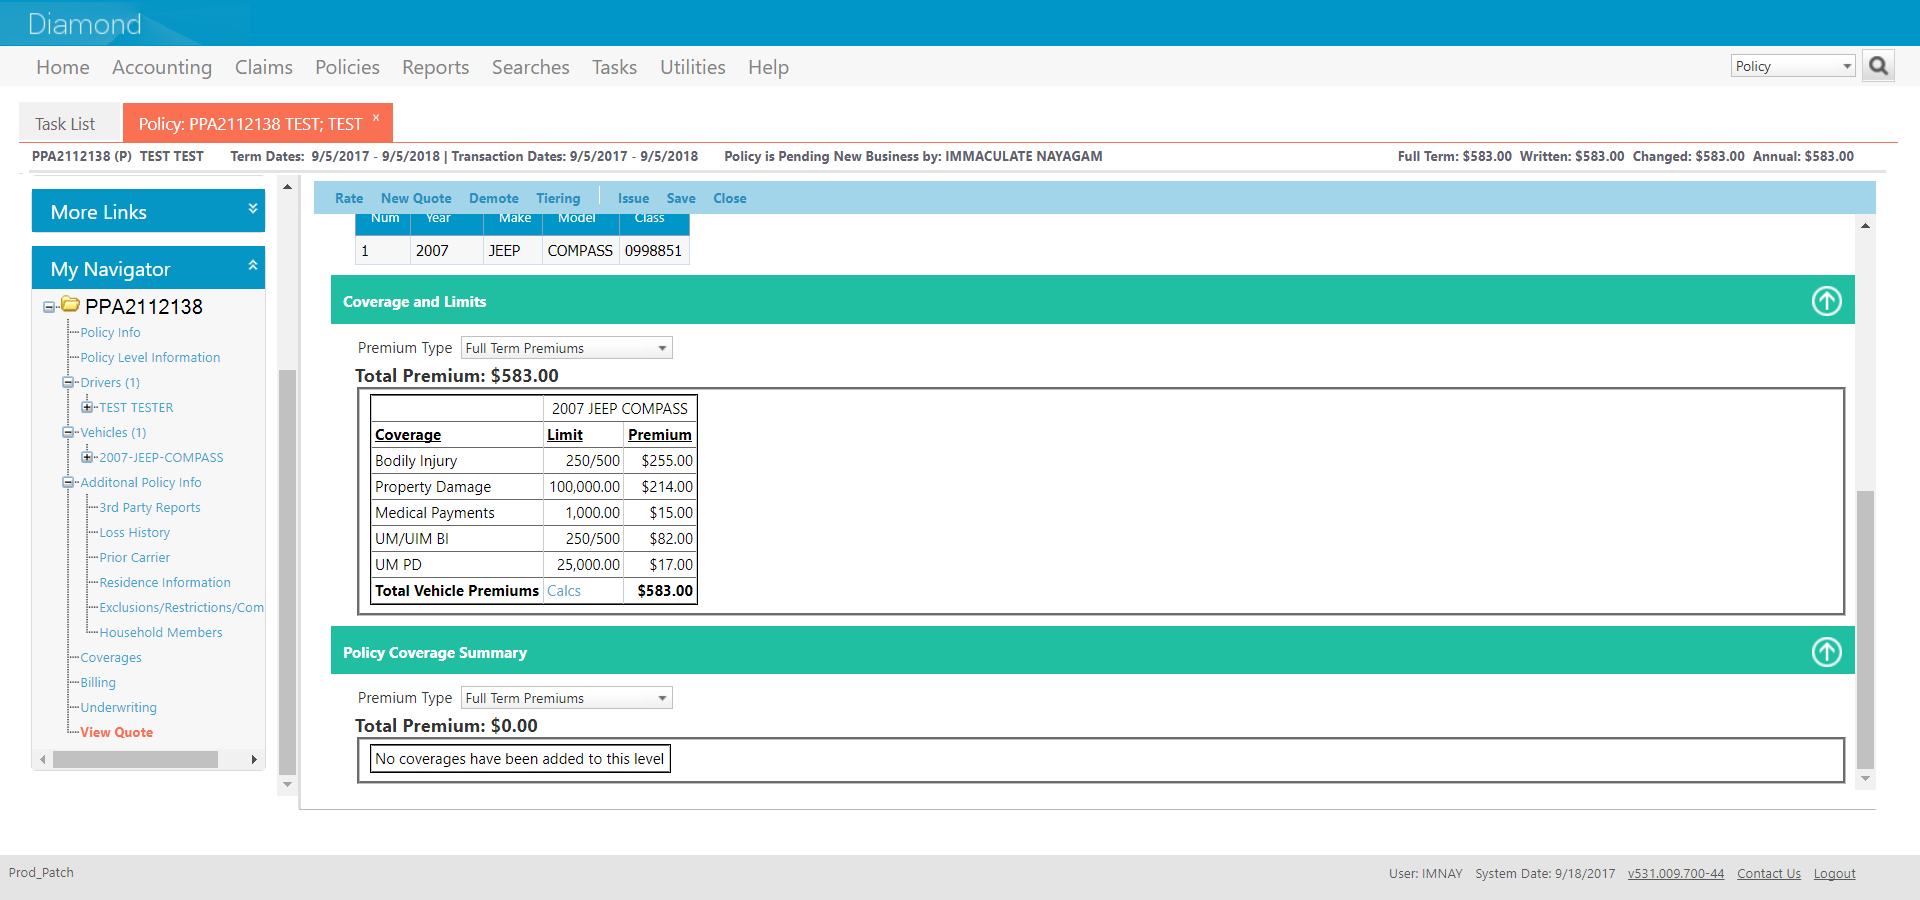 Diamond
Home Accounting Claims Policies Reports Searches Tasks Utilities Help Policy
Task List Policy: PPA2112138 TEST; TEST x
PPA2112138 (P) TEST TEST Term Dates: 9/5/2017 - 9/5/2018 | Transaction Dates: 9/5/2017 - 9/5/2018 Policy is Pending New Business by: IMMACULATE NAYAGAM Full Term: $583.00 Written: $583.00 Changed: $583.00 Annual: $583.00
More Links
My Navigator
PPA2112138
Policy Info
Policy Level Information
Drivers (1)
TEST TESTER
Vehicles (1)
2007-JEEP-COMPASS
Additonal Policy Info
3rd Party Reports
Loss History
Prior Carrier
Residence Information
Exclusions/Restrictions/Com
Household Members
Coverages
Billing
Underwriting
View Quote
Rate New Quote Demote Tiering Issue Save Close
Num Year Make Model Class
1 2007 JEEP COMPASS 0998851
Coverage and Limits
Premium Type Full Term Premiums
Total Premium: $583.00
2007 JEEP COMPASS
Coverage Limit Premium
Bodily Injury 250/500 $255.00
Property Damage 100,000.00 $214.00
Medical Payments 1,000.00 $15.00
UM/UIM BI 250/500 $82.00
UM PD 25,000.00 $17.00
Total Vehicle Premiums Calcs $583.00
Policy Coverage Summary
Premium Type Full Term Premiums
Total Premium: $0.00
No coverages have been added to this level
Prod_Patch User: IMNAY System Date: 9/18/2017 v531.009.700-44 Contact Us Logout